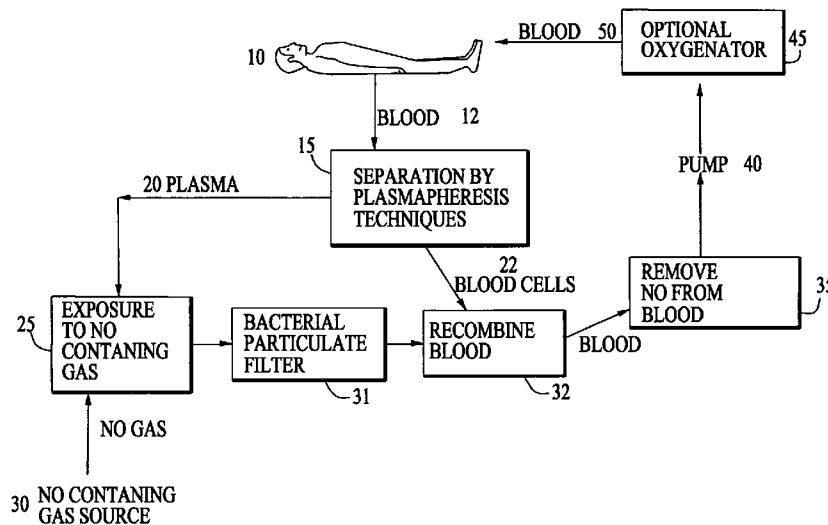 BLOOD 50
OPTIONAL
OXYGENATOR
45
10
BLOOD 12
15
SEPARATION BY
PLASMAPHERESIS
TECHNIQUES
20 PLASMA
PUMP 40
22
BLOOD CELLS
25
EXPOSURE
TO NO
CONTANING
GAS
BACTERIAL
PARTICULATE
FILTER
31
RECOMBINE
BLOOD
32
BLOOD
REMOVE
NO FROM
BLOOD
35
NO GAS
30 NO CONTANING
GAS SOURCE